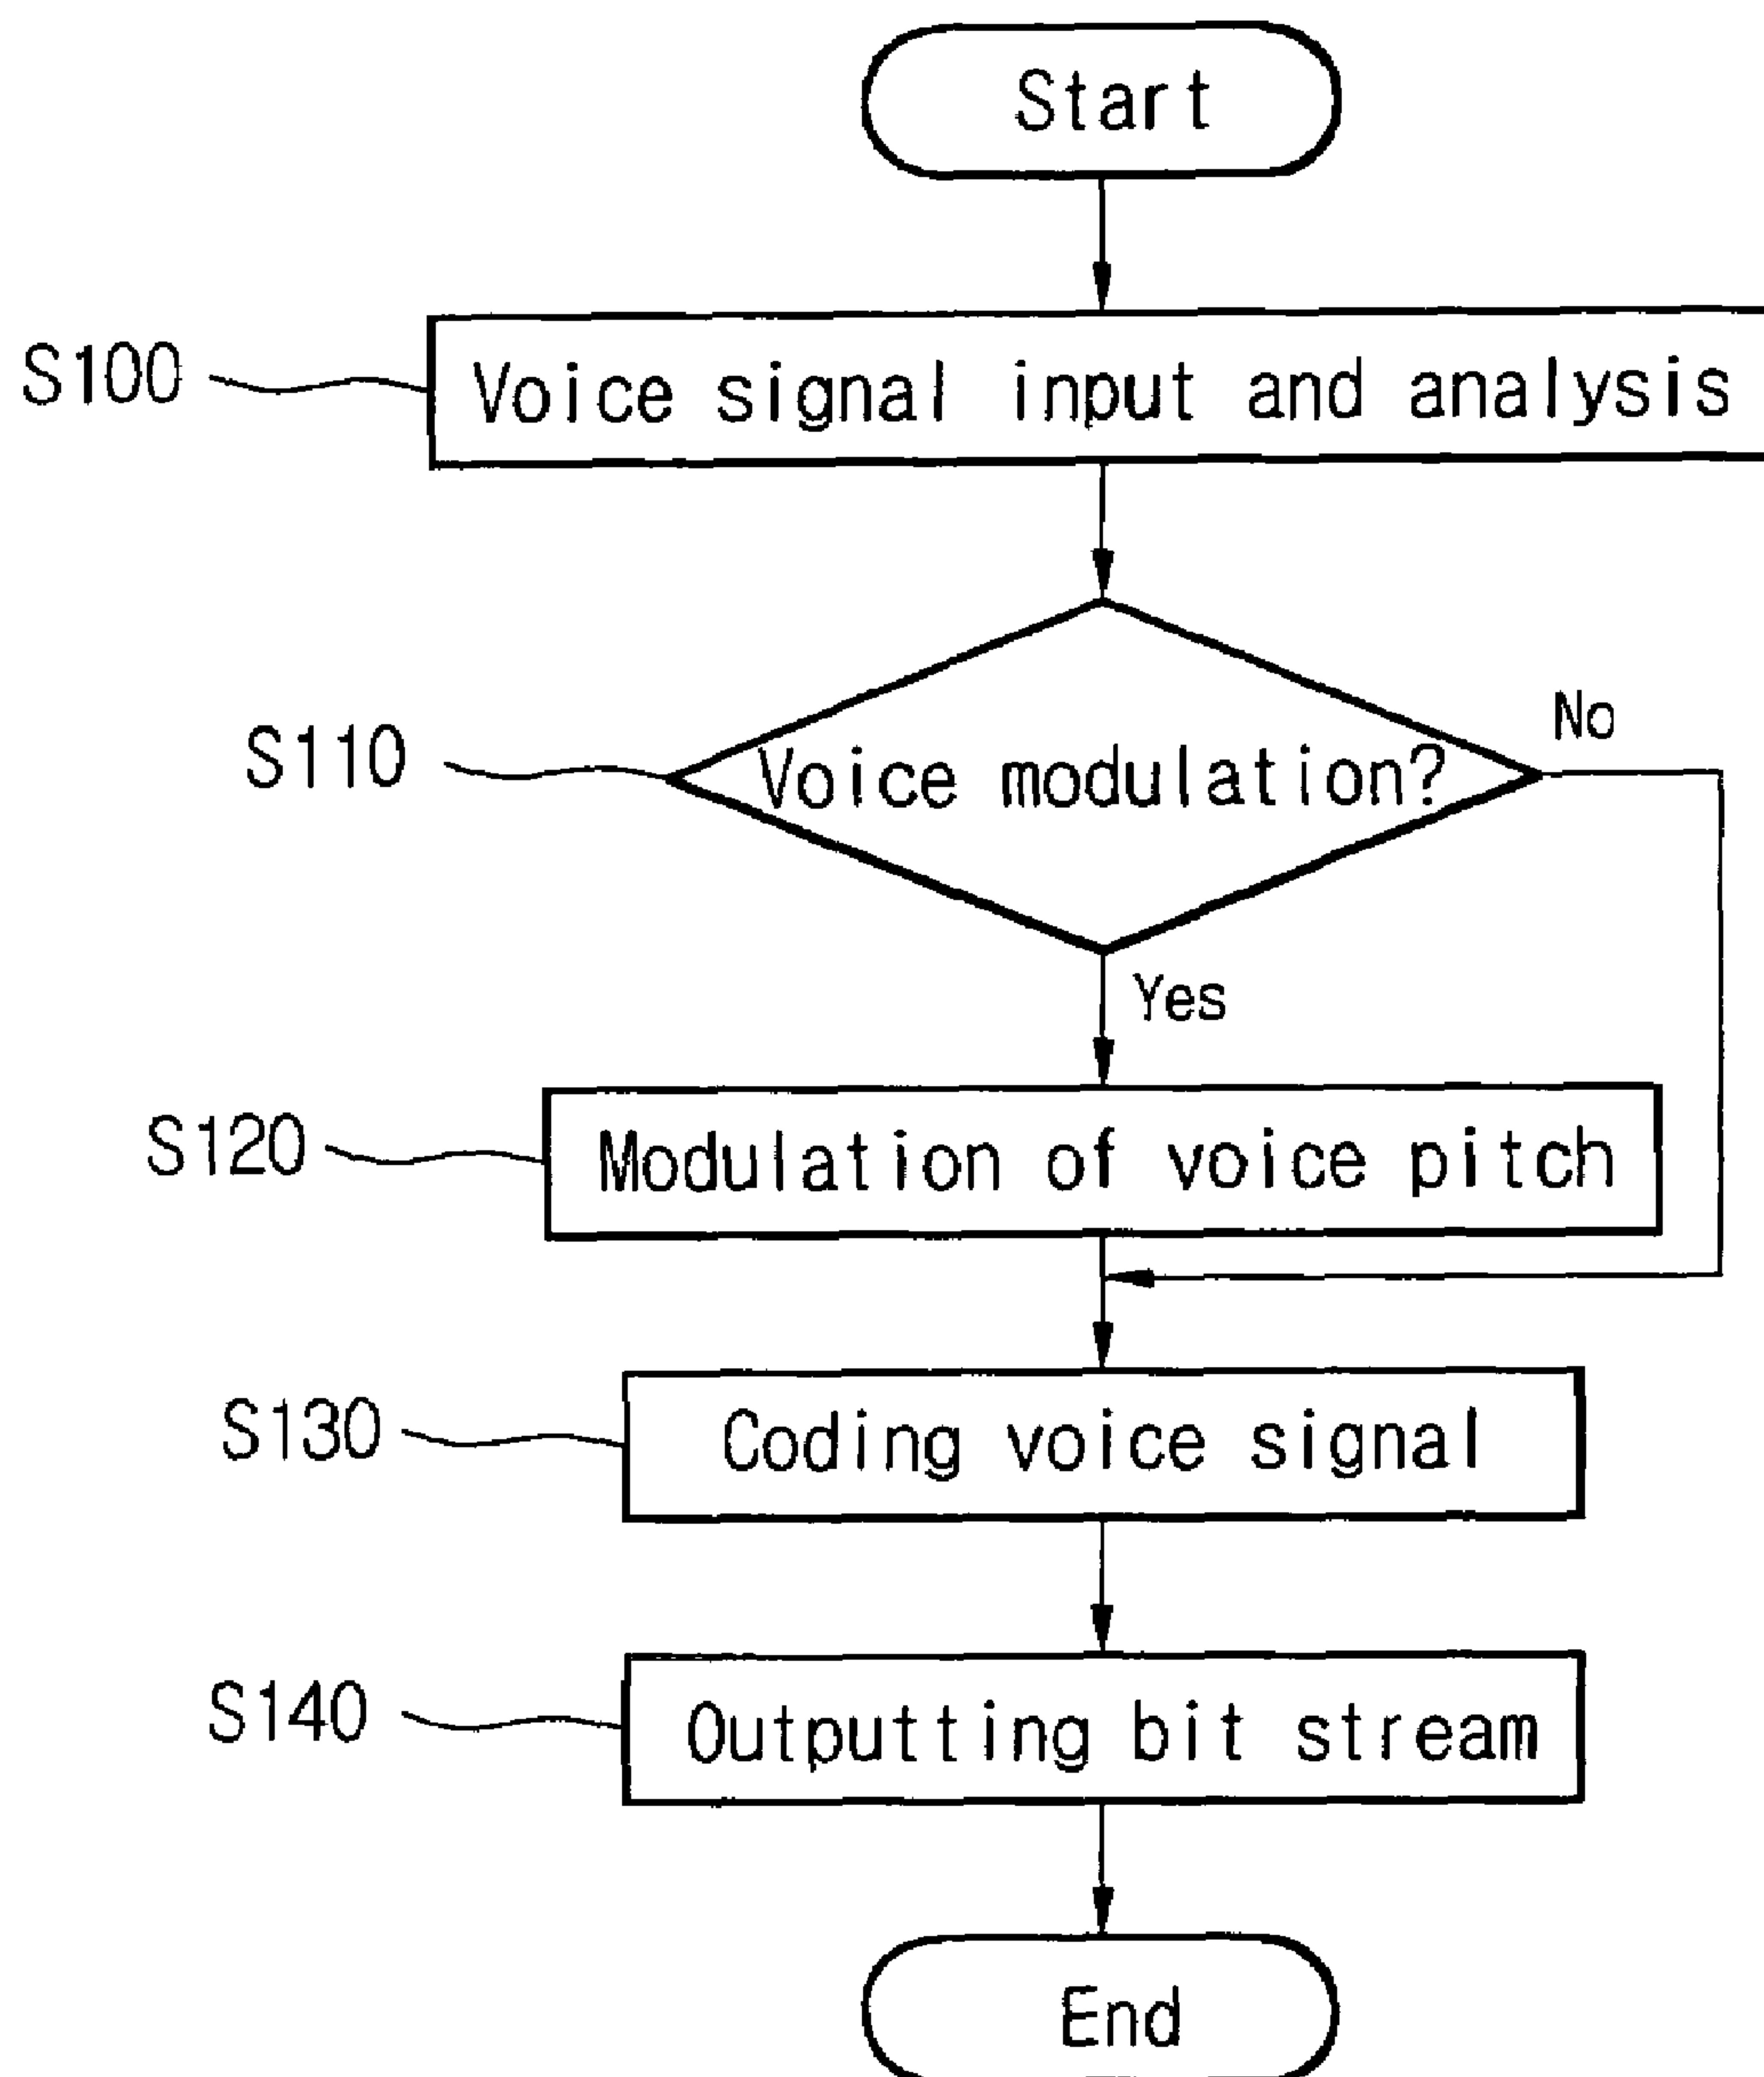 Start
S100
Voice signal input and analysis
S110
Voice modulation?
No
Yes
S120
Modulation of voice pitch
S130
Coding voice signal
S140
Outputting bit stream
End